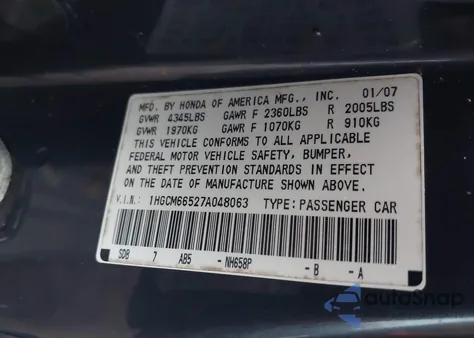 MFD. BY HONDA OF AMERICA MFG., INC. 01/07
GVWR 4345LBS GAWR F 2360LBS R 2005LBS
GVWR 1970KG GAWR F 1070KG R 910KG
THIS VEHICLE CONFORMS TO ALL APPLICABLE
FEDERAL MOTOR VEHICLE SAFETY, BUMPER,
AND THEFT PREVENTION STANDARDS IN EFFECT
ON THE DATE OF MANUFACTURE SHOWN ABOVE.
V.I.N.: 1HGCM66527A048063 TYPE: PASSENGER CAR
SDB 7 AB5 -NH658P -B -A
autoSnap